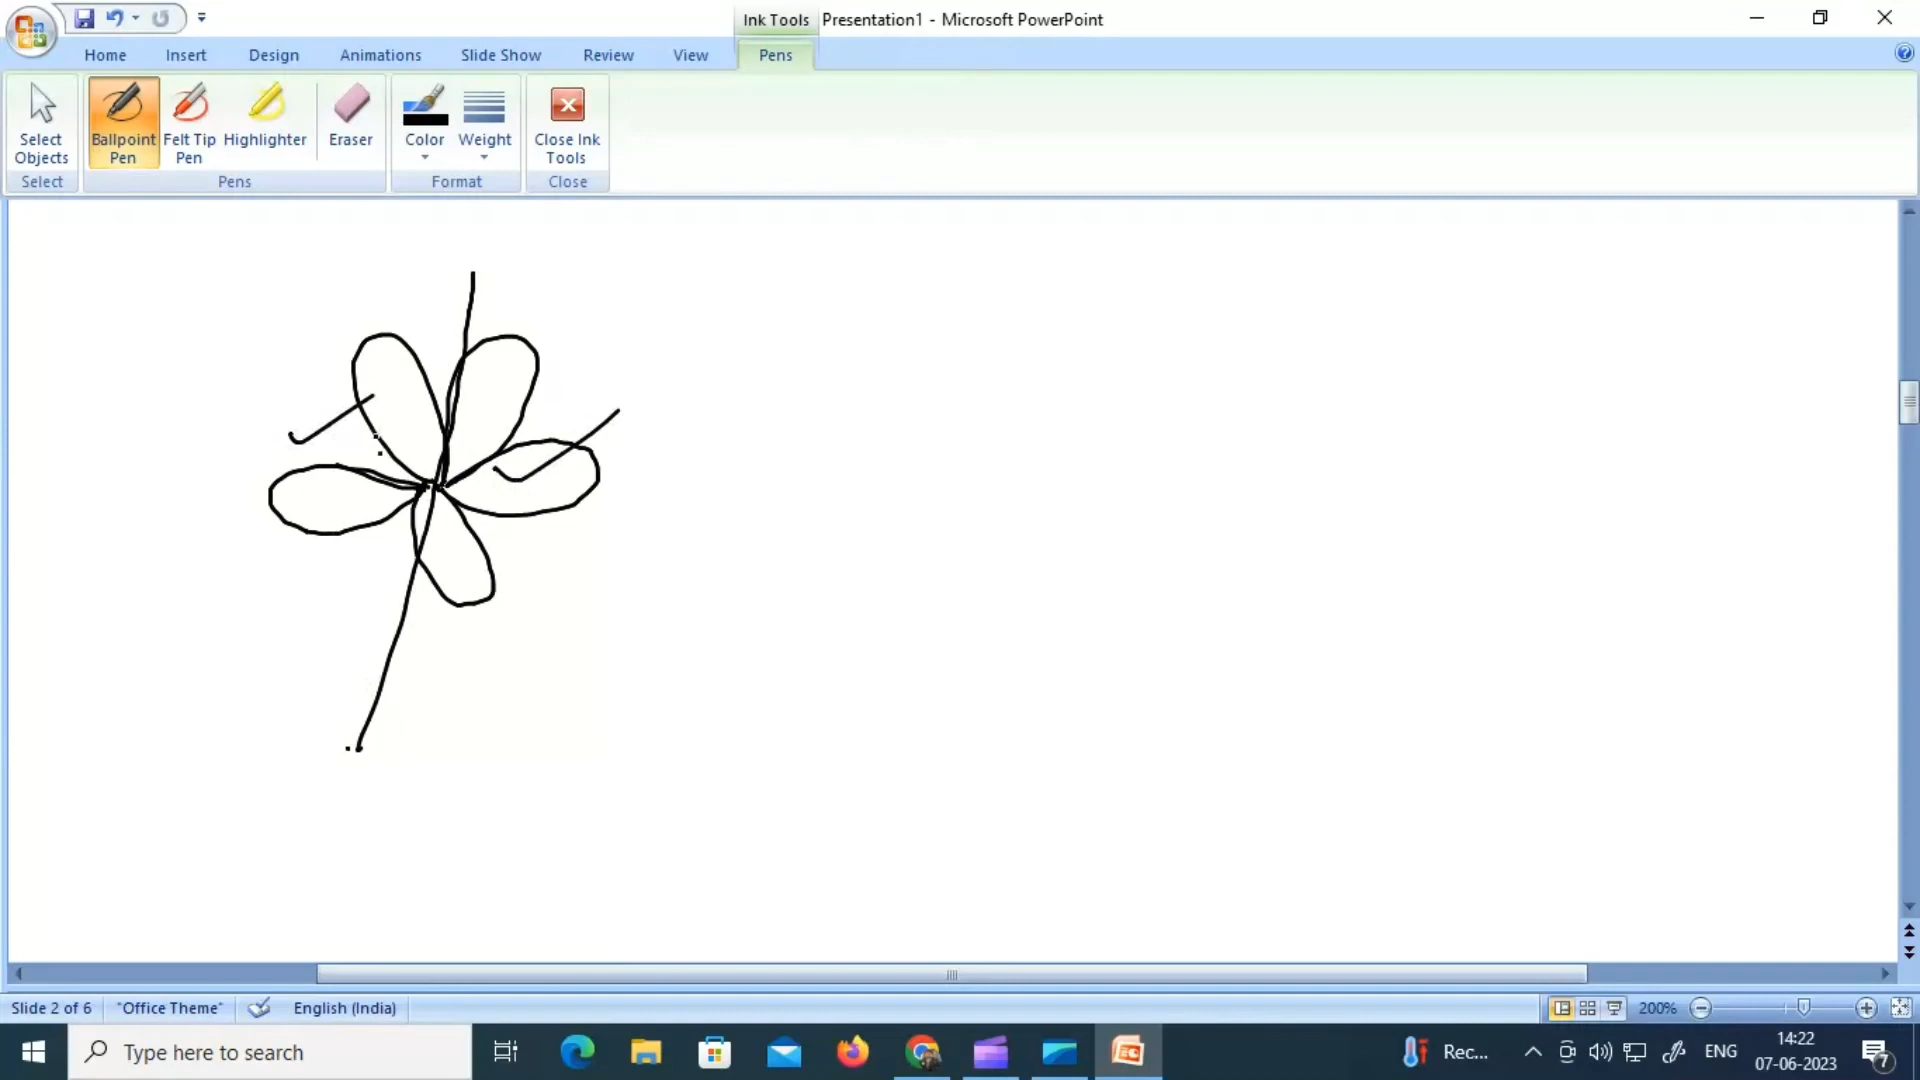 Ink Tools Presentation1 - Microsoft PowerPoint
Home Insert Design Animations Slide Show Review View Pens
Select Objects
Ballpoint Pen
Felt Tip Pen
Highlighter
Eraser
Color
Weight
Close Ink Tools
Select Pens Format Close
Slide 2 of 6 "Office Theme" English (India) 200%
Type here to search
Rec...
ENG
14:22
07-06-2023
7